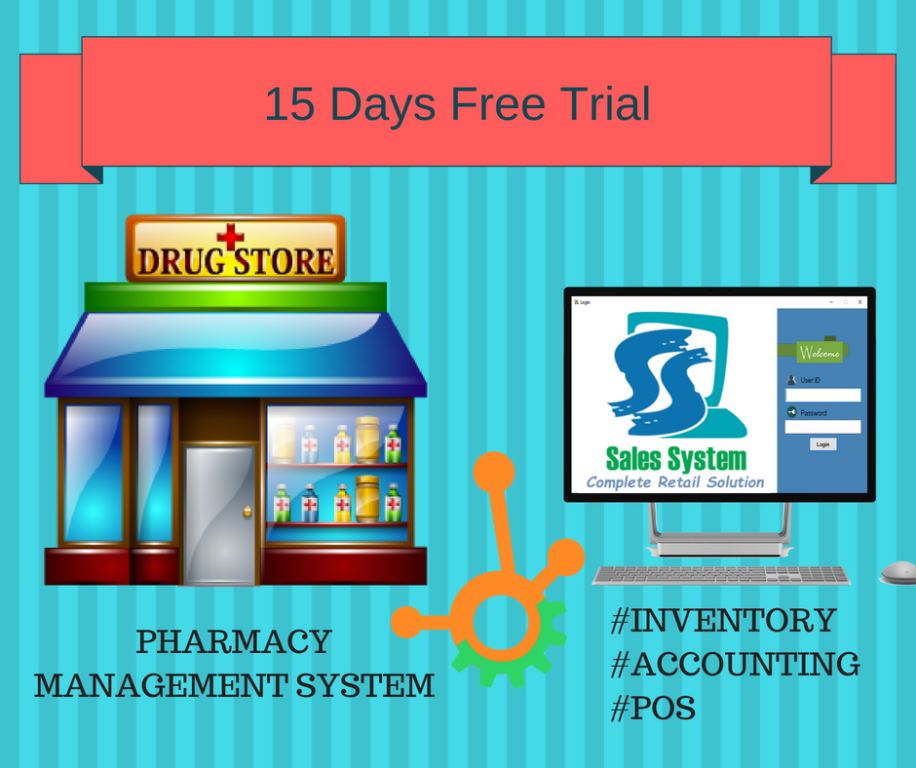 15 Days Free Trial
DRUG STORE
Login
Welcome
User ID
Password
Login
Sales System
Complete Retail Solution
PHARMACY
MANAGEMENT SYSTEM
#INVENTORY
#ACCOUNTING
#POS